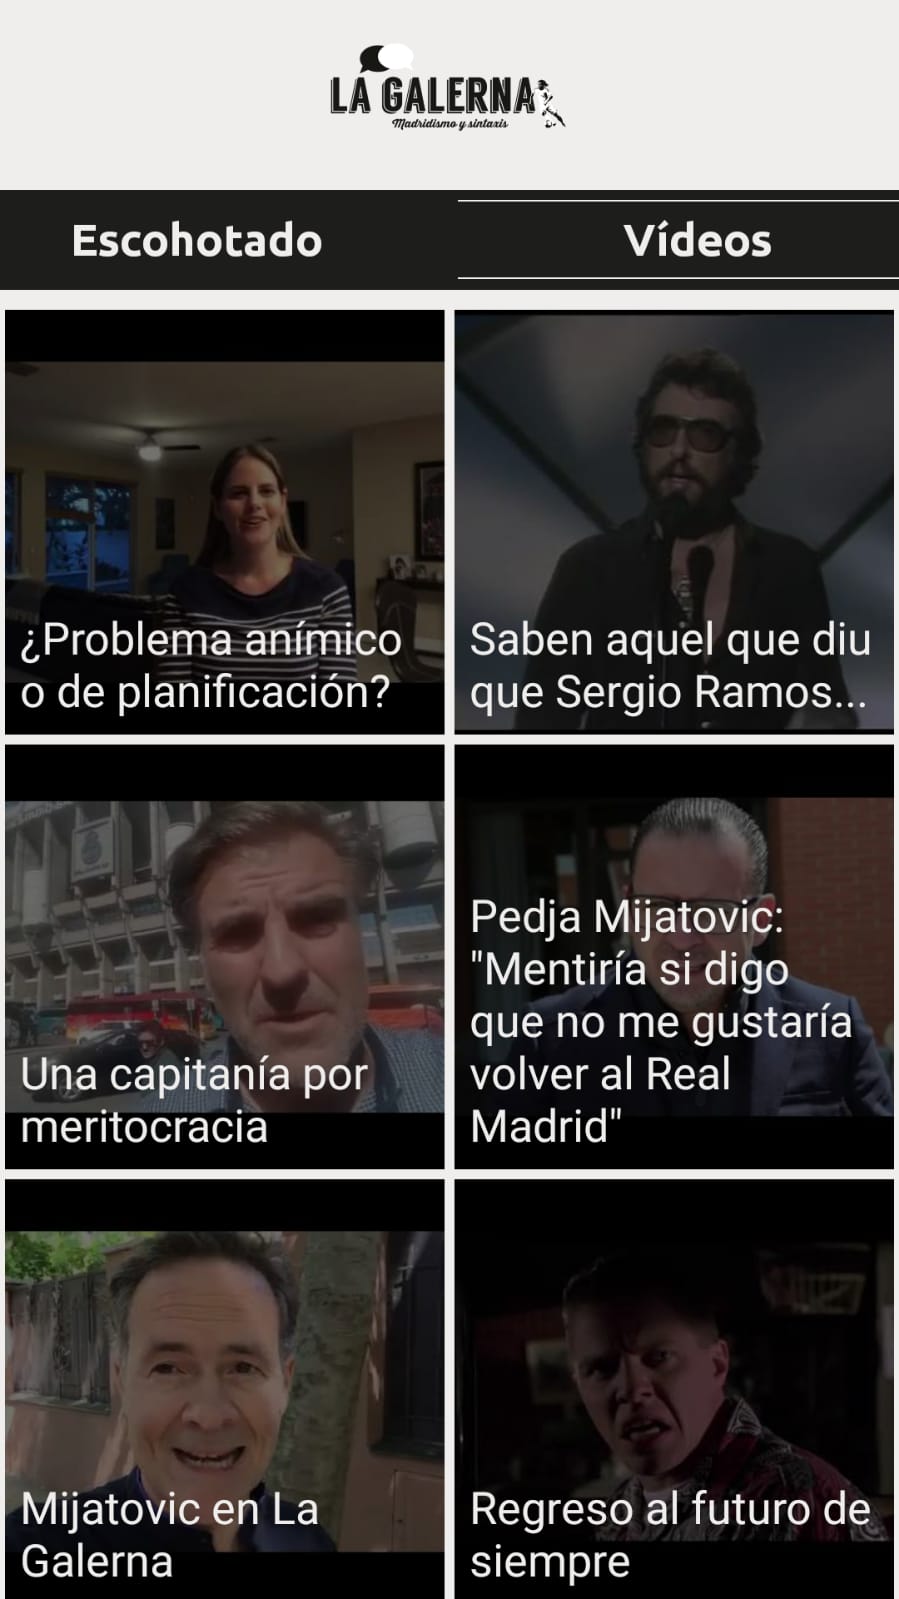 LA GALERNA
Madridismo y sintaxis
Escohotado
Vídeos
¿Problema anímico
o de planificación?
Saben aquel que diu
que Sergio Ramos...
Una capitanía por
meritocracia
Pedja Mijatovic:
"Mentiría si digo
que no me gustaría
volver al Real
Madrid"
Mijatovic en La
Galerna
Regreso al futuro de
siempre